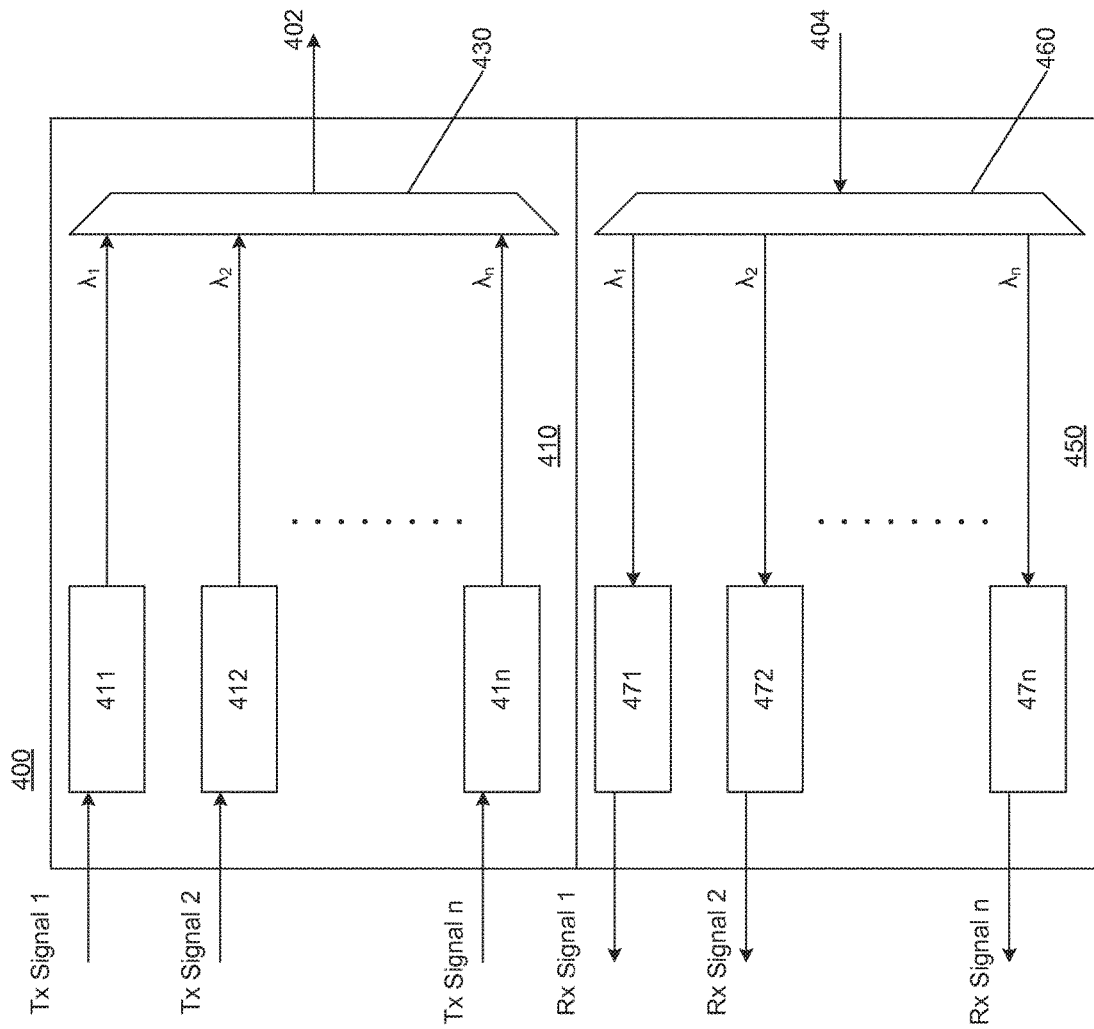 400
Tx Signal 1
411
λ1
402
430
Tx Signal 2
412
λ2
Tx Signal n
41n
λn
410
Rx Signal 1
471
λ1
404
460
Rx Signal 2
472
λ2
Rx Signal n
47n
λn
450